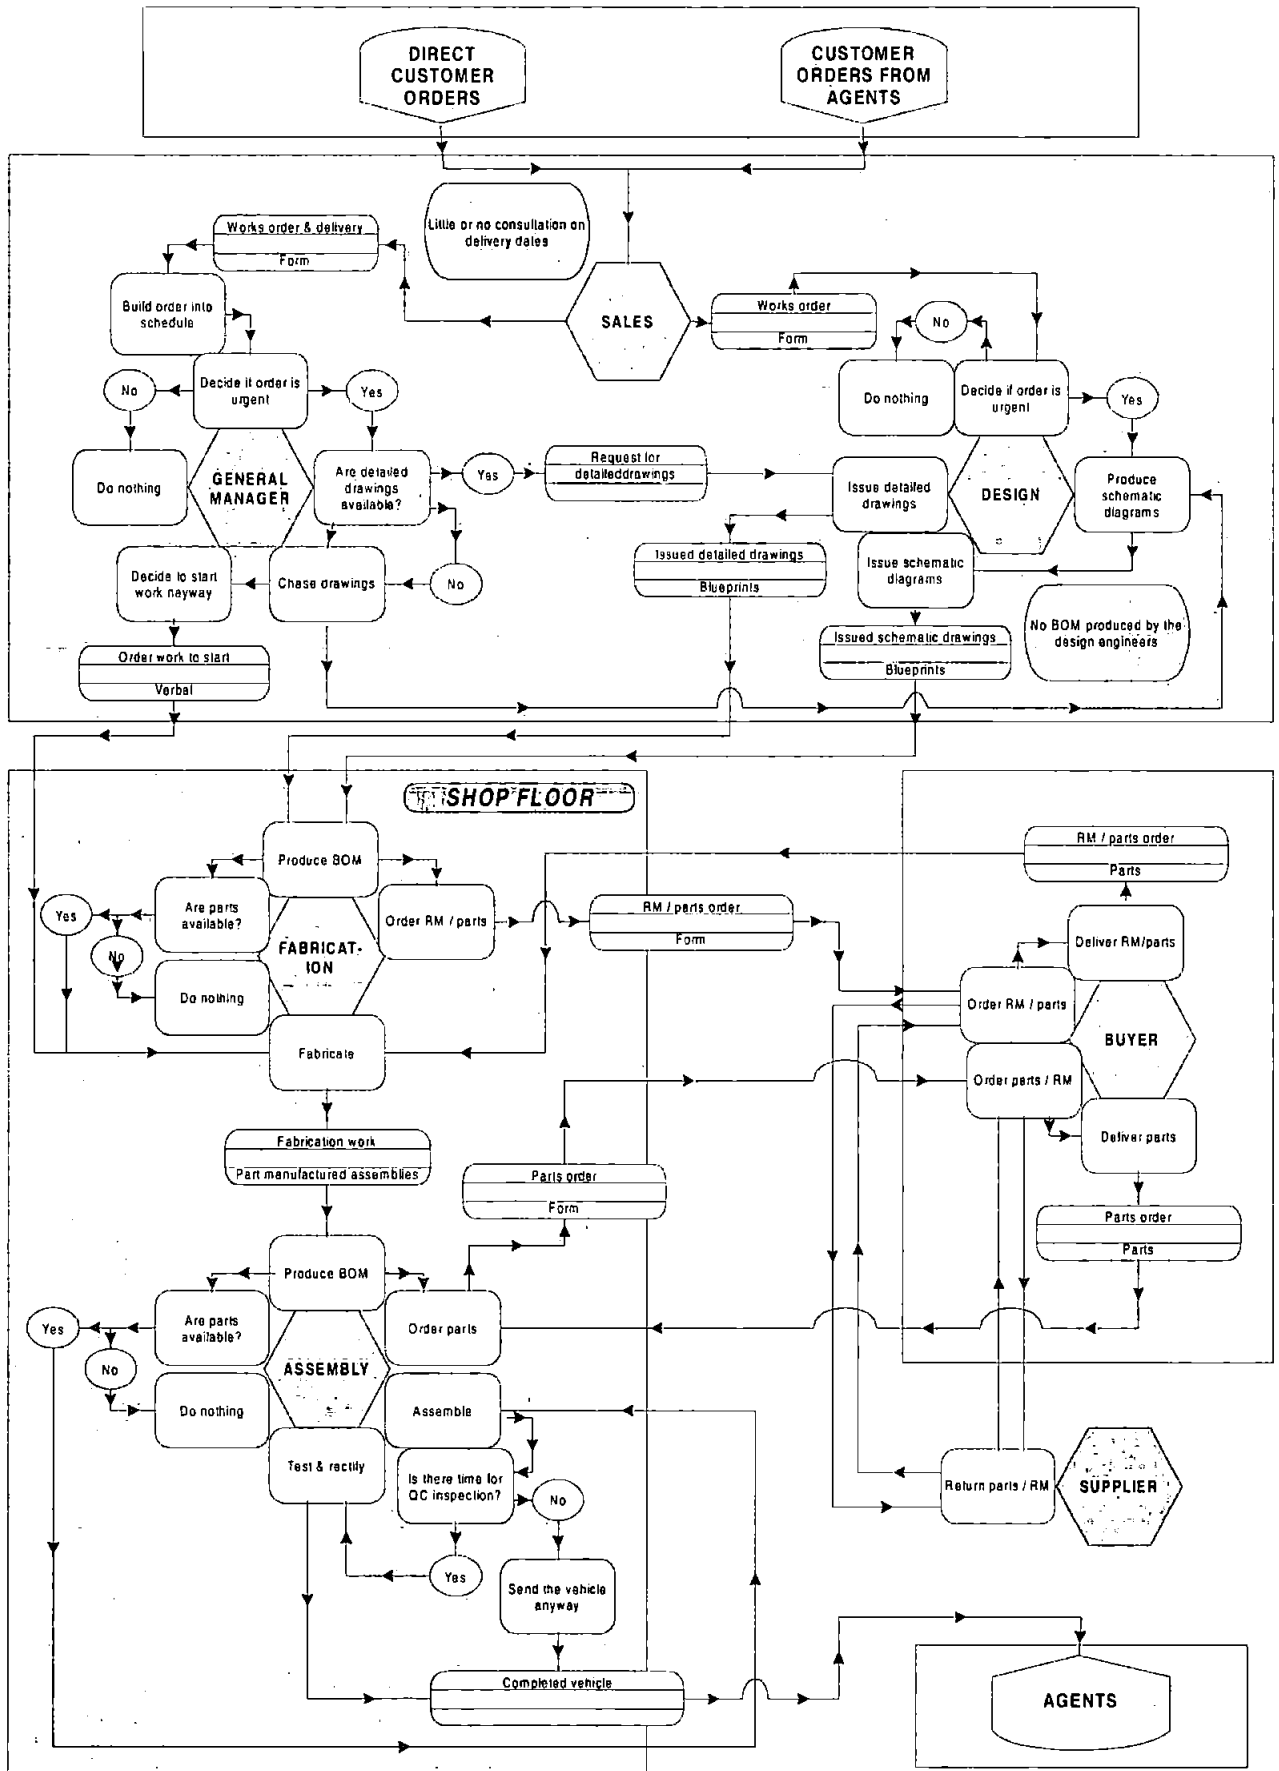 DIRECT
CUSTOMER
ORDERS
CUSTOMER
ORDERS FROM
AGENTS
Little or no consultation on
delivery dates
Works order & delivery
Form
Build order into
schedule
SALES
Works order
Form
No
Decide if order is
urgent
Yes
No
Do nothing
Decide if order is
urgent
Yes
Do nothing
GENERAL
MANAGER
Are detailed
drawings
available?
Yes
Request for
detaileddrawings
Issue detailed
drawings
DESIGN
Produce
schematic
diagrams
Decide to start
work nayway
Chase drawings
No
Issued detailed drawings
Blueprints
Issue schematic
diagrams
No BOM produced by the
design engineers
Order work to start
Verbal
Issued schematic drawings
Blueprints
SHOP FLOOR
Produce BOM
RM / parts order
Parts
Yes
Are parts
available?
Order RM / parts
RM / parts order
Form
Deliver RM/parts
No
FABRICAT-
ION
Do nothing
Order RM / parts
BUYER
Fabricate
Order parts / RM
Deliver parts
Fabrication work
Part manufactured assemblies
Parts order
Form
Parts order
Parts
Produce BOM
Yes
Are parts
available?
Order parts
No
ASSEMBLY
Do nothing
Assemble
Test & rectify
Is there time for
QC inspection?
No
Return parts / RM
SUPPLIER
Yes
Send the vehicle
anyway
Completed vehicle
AGENTS